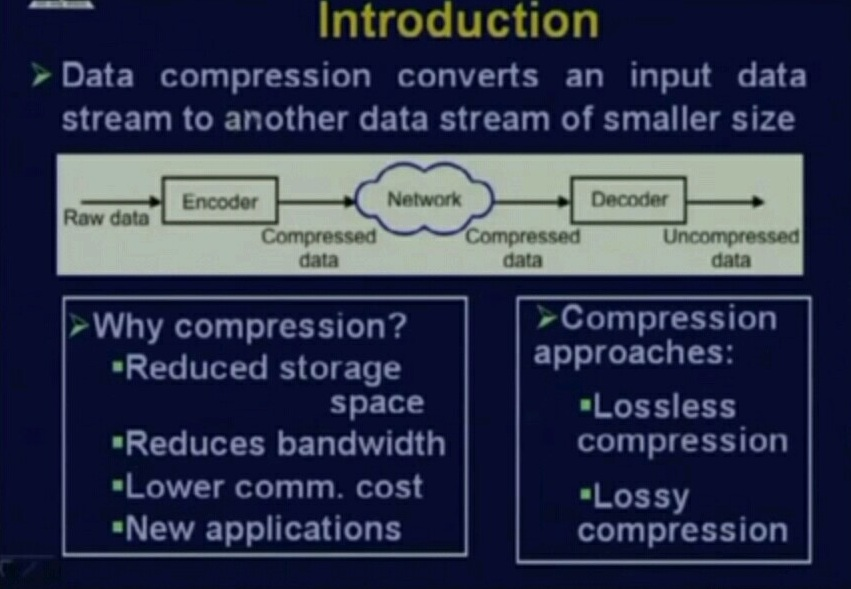 Introduction
Data compression converts an input data
stream to another data stream of smaller size
Raw data
Encoder
Compressed
data
Network
Compressed
data
Decoder
Uncompressed
data
Why compression?
Reduced storage
space
Reduces bandwidth
Lower comm. cost
New applications
Compression
approaches:
Lossless
compression
Lossy
compression